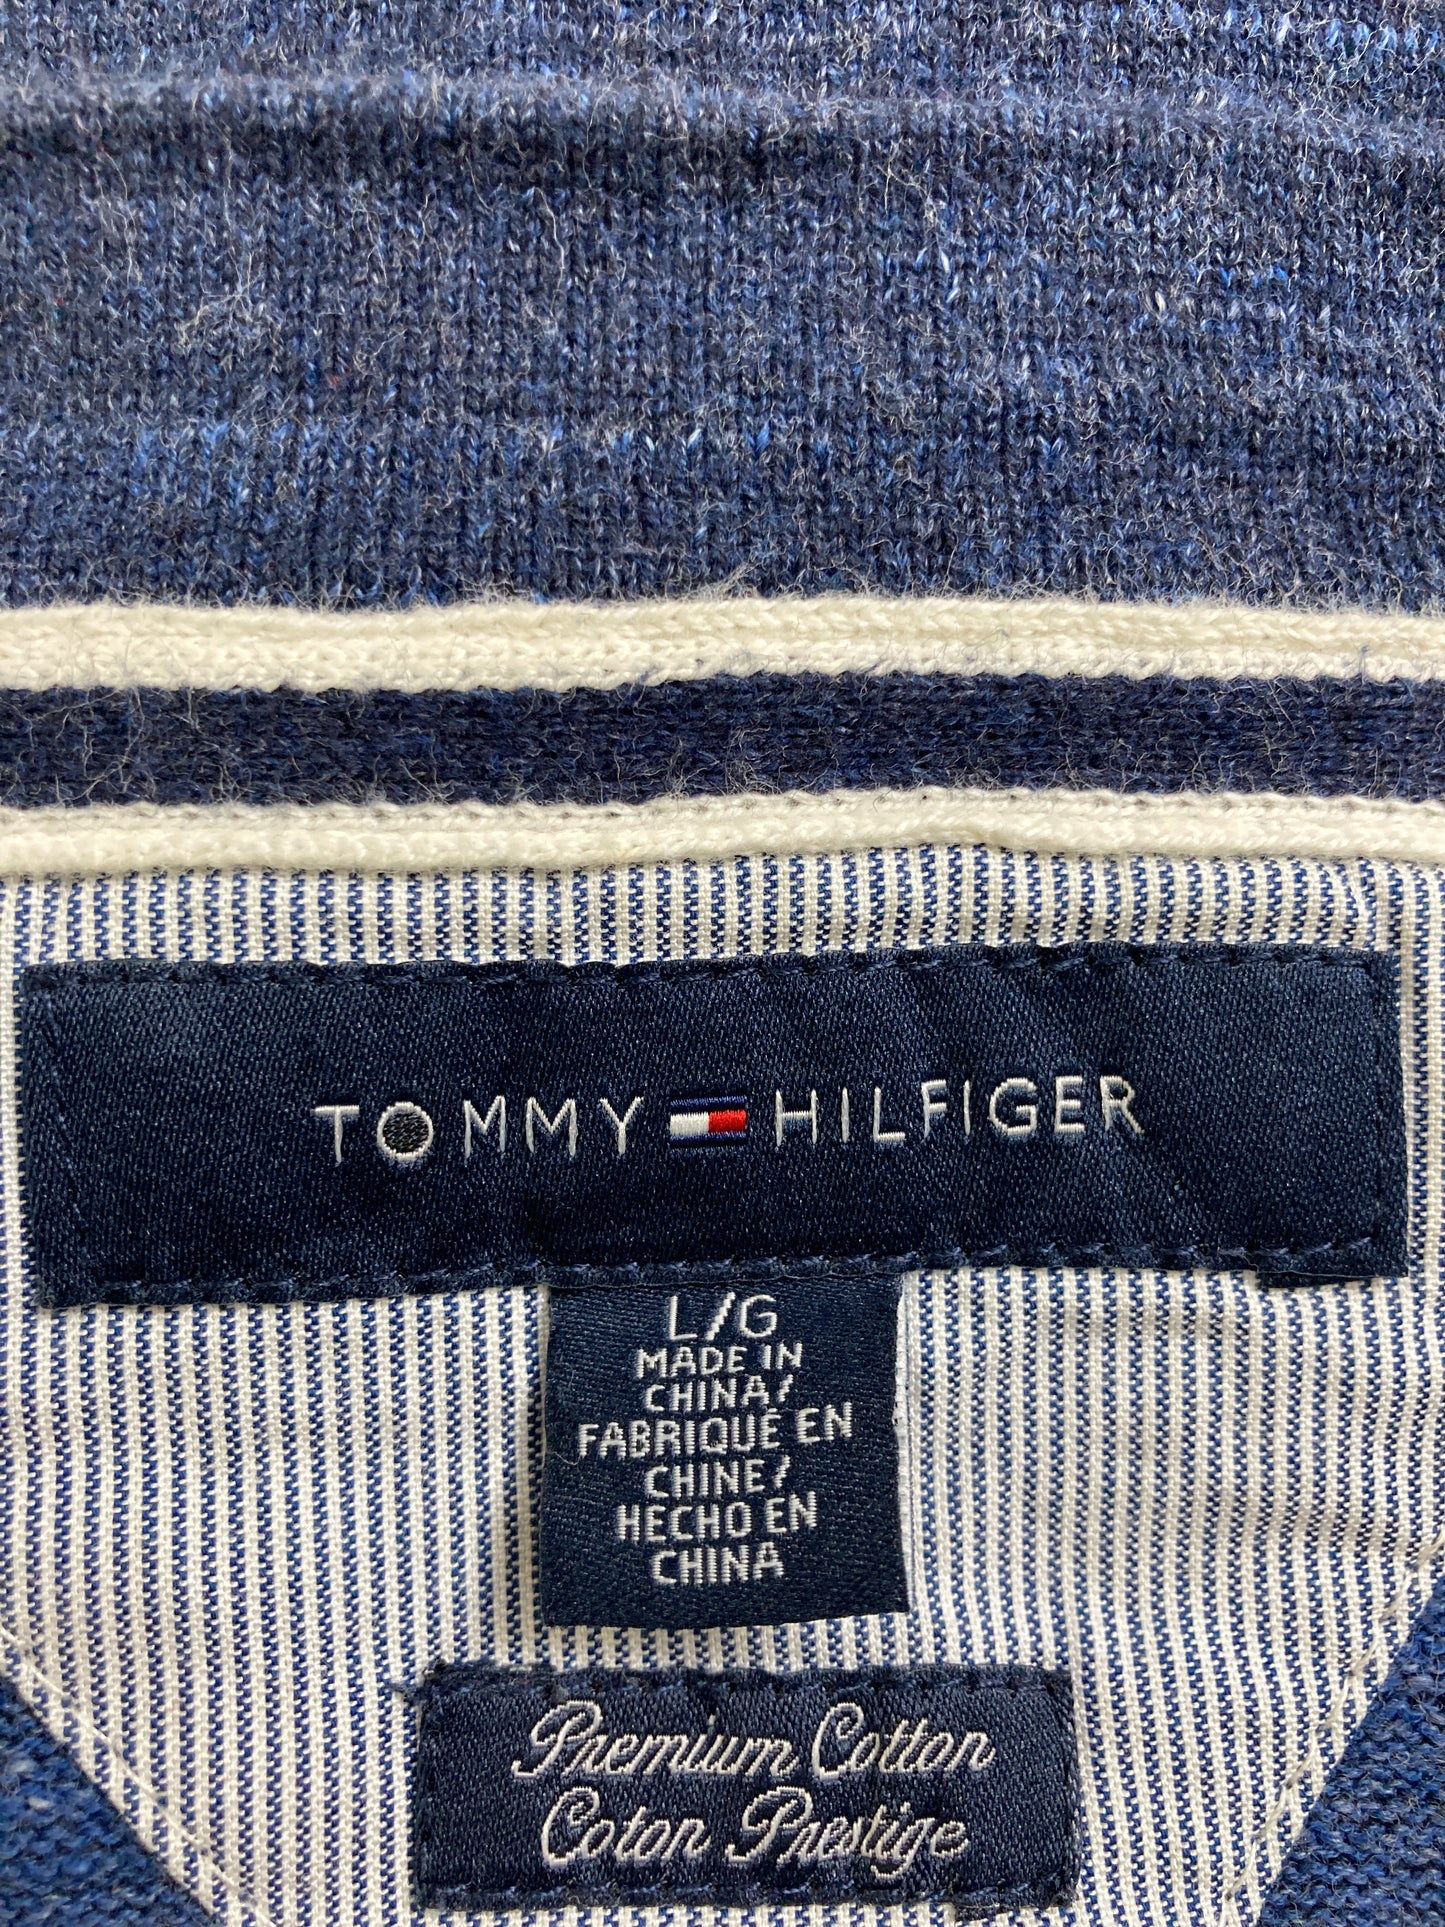 TOMMY HILFIGER
L/G
MADE IN
CHINA/
FABRIQUÉ EN
CHINE/
HECHO EN
CHINA
Premium Cotton
Coton Prestige